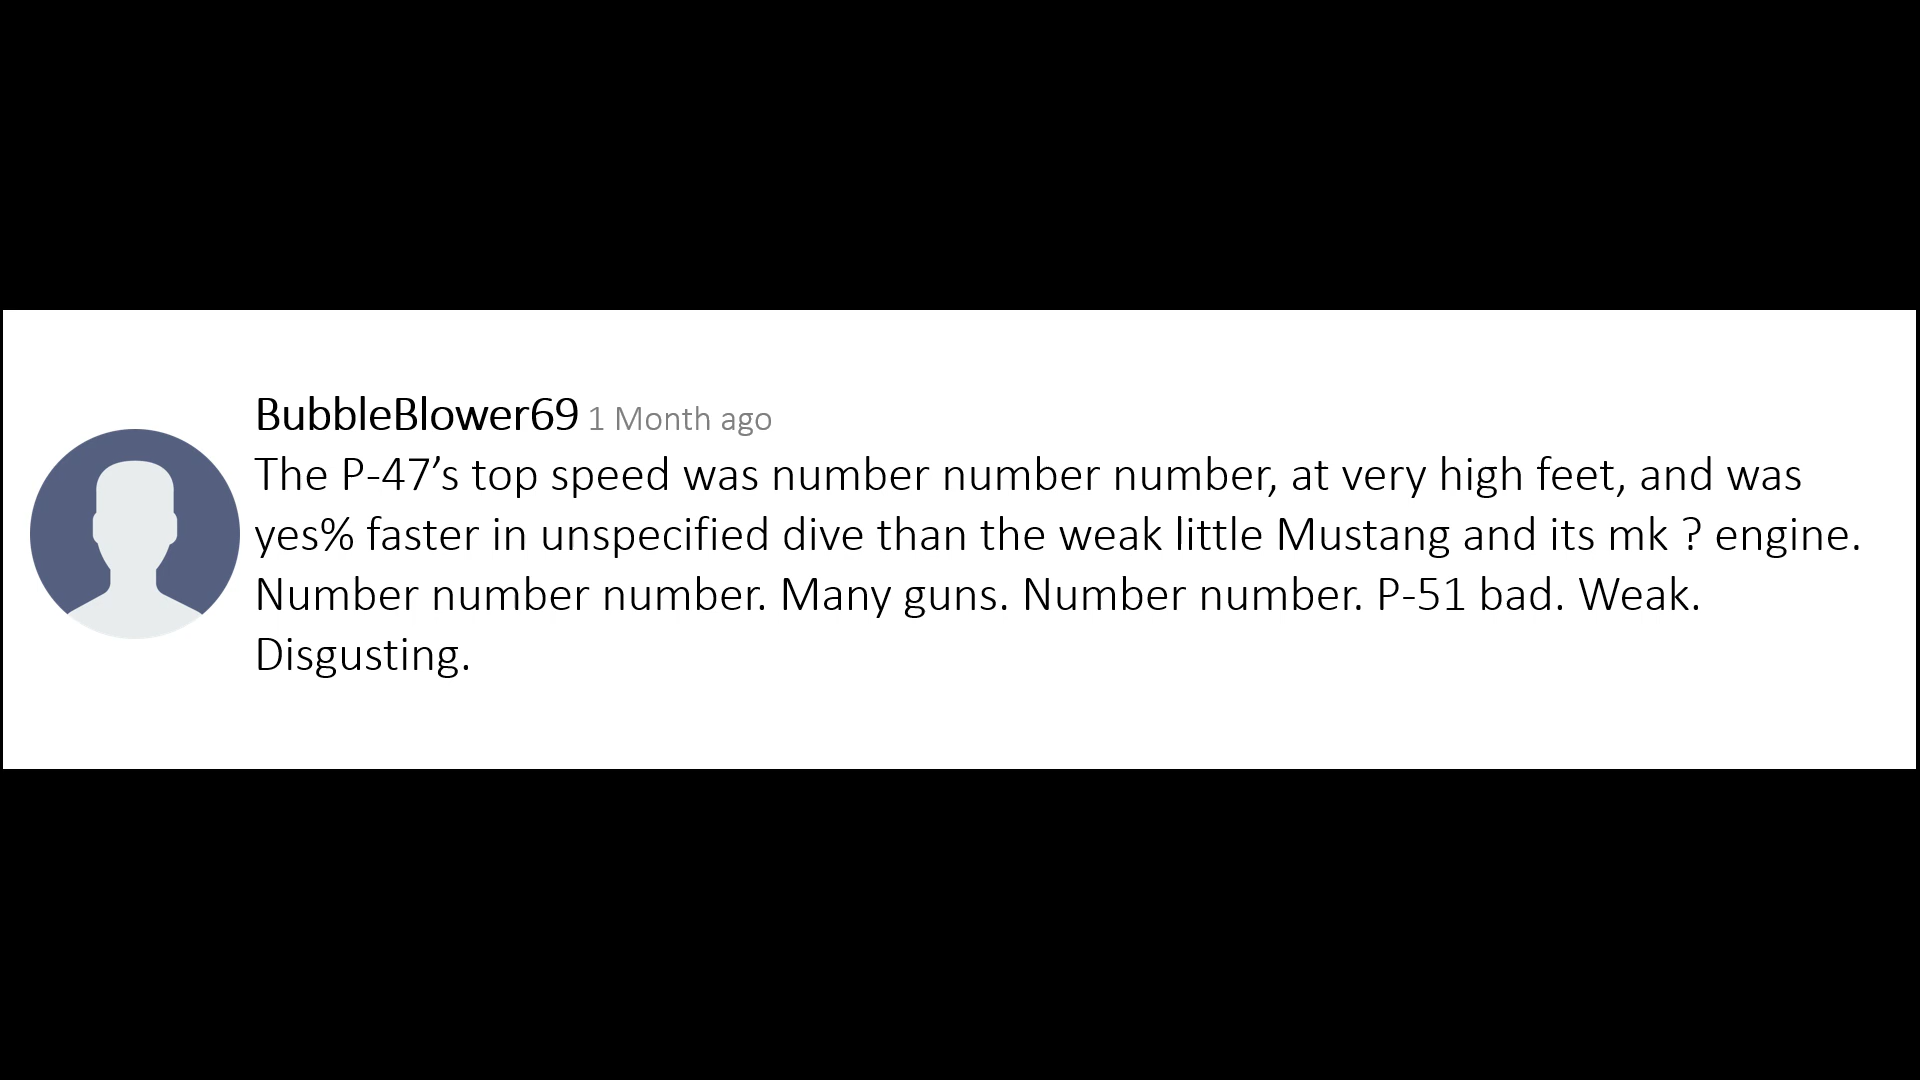 BubbleBlower69 1 Month ago
The P-47’s top speed was number number number, at very high feet, and was
yes% faster in unspecified dive than the weak little Mustang and its mk ? engine.
Number number number. Many guns. Number number. P-51 bad. Weak.
Disgusting.